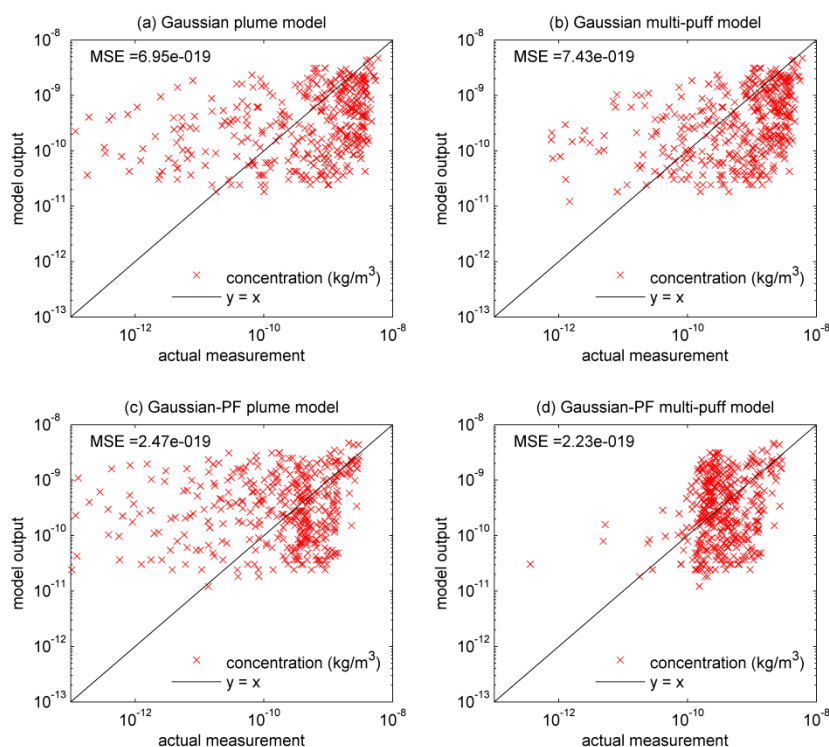 (a) Gaussian plume model
MSE =6.95e-019
10^-8
10^-9
10^-10
10^-11
10^-12
10^-13
model output
concentration (kg/m^3)
y = x
10^-12
10^-10
10^-8
actual measurement
(b) Gaussian multi-puff model
MSE =7.43e-019
10^-8
10^-9
10^-10
10^-11
10^-12
10^-13
model output
concentration (kg/m^3)
y = x
10^-12
10^-10
10^-8
actual measurement
(c) Gaussian-PF plume model
MSE =2.47e-019
10^-8
10^-9
10^-10
10^-11
10^-12
10^-13
model output
concentration (kg/m^3)
y = x
10^-12
10^-10
10^-8
actual measurement
(d) Gaussian-PF multi-puff model
MSE =2.23e-019
10^-8
10^-9
10^-10
10^-11
10^-12
10^-13
model output
concentration (kg/m^3)
y = x
10^-12
10^-10
10^-8
actual measurement